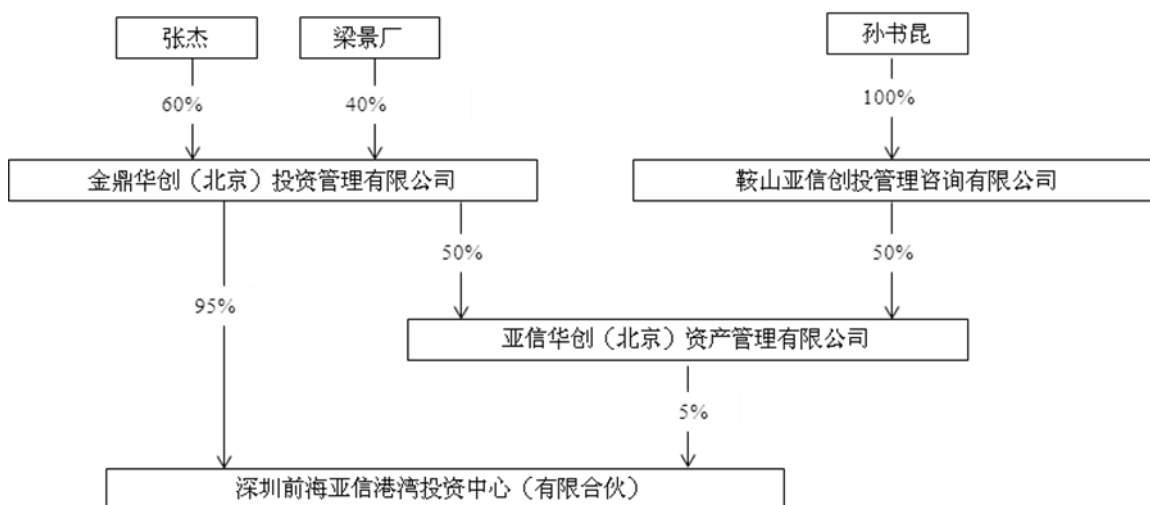 张杰
梁景厂
孙书昆
60%
40%
100%
金鼎华创（北京）投资管理有限公司
鞍山亚信创投管理咨询有限公司
50%
50%
95%
亚信华创（北京）资产管理有限公司
5%
深圳前海亚信港湾投资中心（有限合伙）